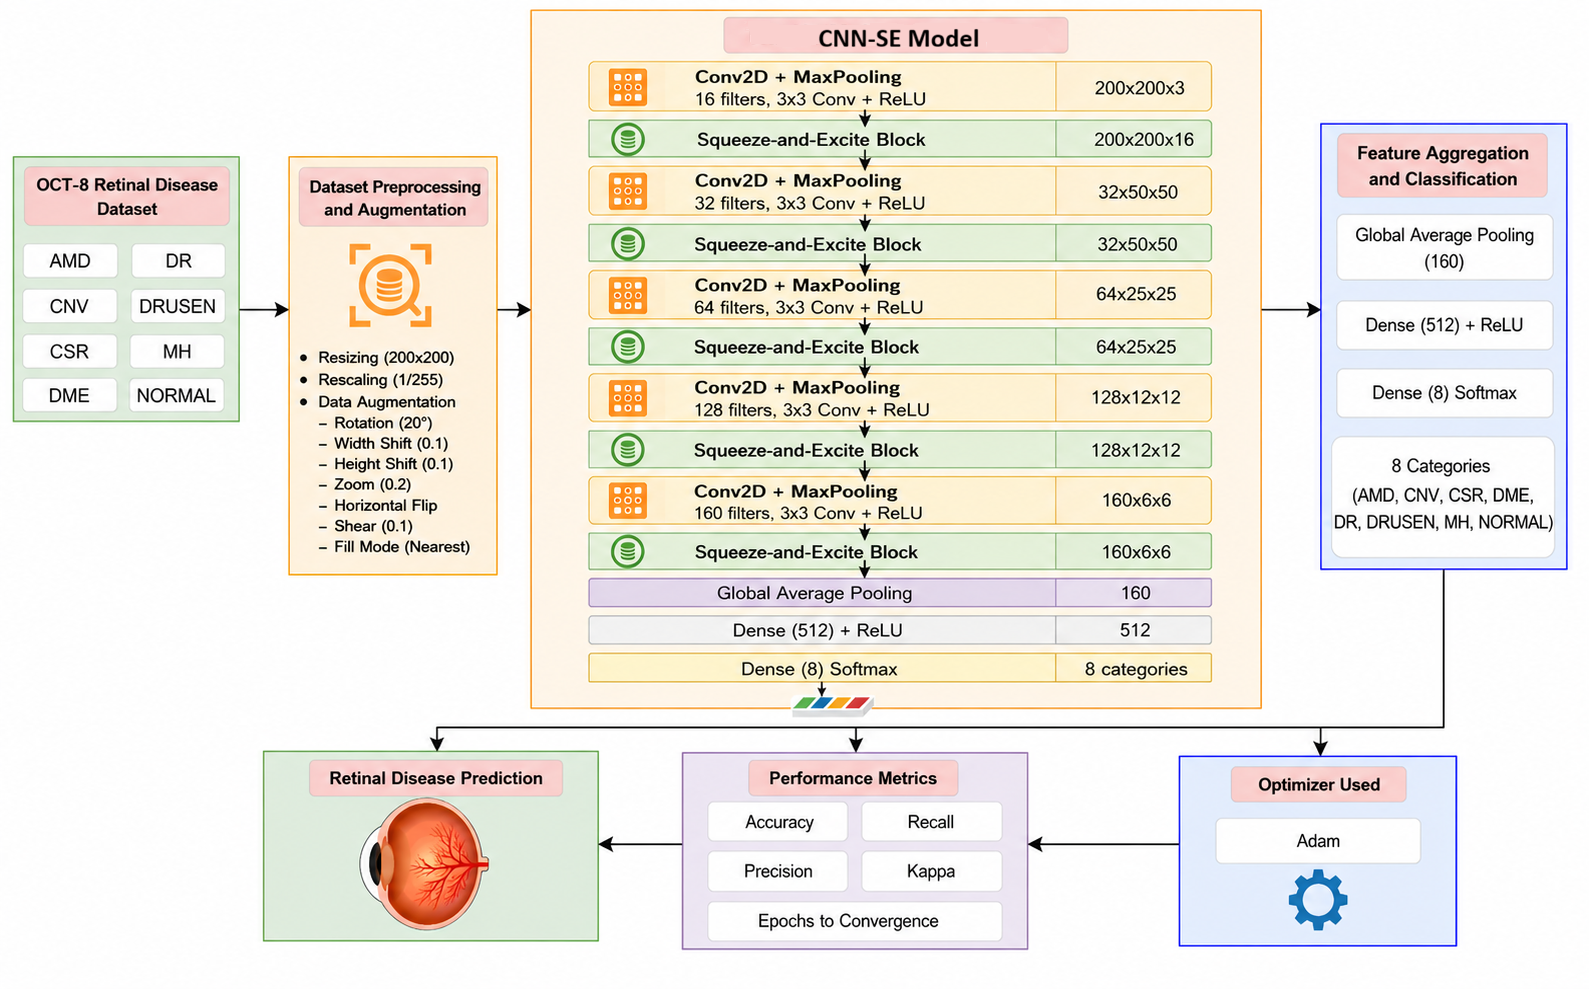 OCT-8 Retinal Disease
Dataset
AMD
DR
CNV
DRUSEN
CSR
MH
DME
NORMAL
Dataset Preprocessing
and Augmentation
• Resizing (200x200)
• Rescaling (1/255)
• Data Augmentation
– Rotation (20°)
– Width Shift (0.1)
– Height Shift (0.1)
– Zoom (0.2)
– Horizontal Flip
– Shear (0.1)
– Fill Mode (Nearest)
CNN-SE Model
Conv2D + MaxPooling
16 filters, 3x3 Conv + ReLU
200x200x3
Squeeze-and-Excite Block
200x200x16
Conv2D + MaxPooling
32 filters, 3x3 Conv + ReLU
32x50x50
Squeeze-and-Excite Block
32x50x50
Conv2D + MaxPooling
64 filters, 3x3 Conv + ReLU
64x25x25
Squeeze-and-Excite Block
64x25x25
Conv2D + MaxPooling
128 filters, 3x3 Conv + ReLU
128x12x12
Squeeze-and-Excite Block
128x12x12
Conv2D + MaxPooling
160 filters, 3x3 Conv + ReLU
160x6x6
Squeeze-and-Excite Block
160x6x6
Global Average Pooling
160
Dense (512) + ReLU
512
Dense (8) Softmax
8 categories
Feature Aggregation
and Classification
Global Average Pooling
(160)
Dense (512) + ReLU
Dense (8) Softmax
8 Categories
(AMD, CNV, CSR, DME,
DR, DRUSEN, MH, NORMAL)
Retinal Disease Prediction
Performance Metrics
Accuracy
Recall
Precision
Kappa
Epochs to Convergence
Optimizer Used
Adam